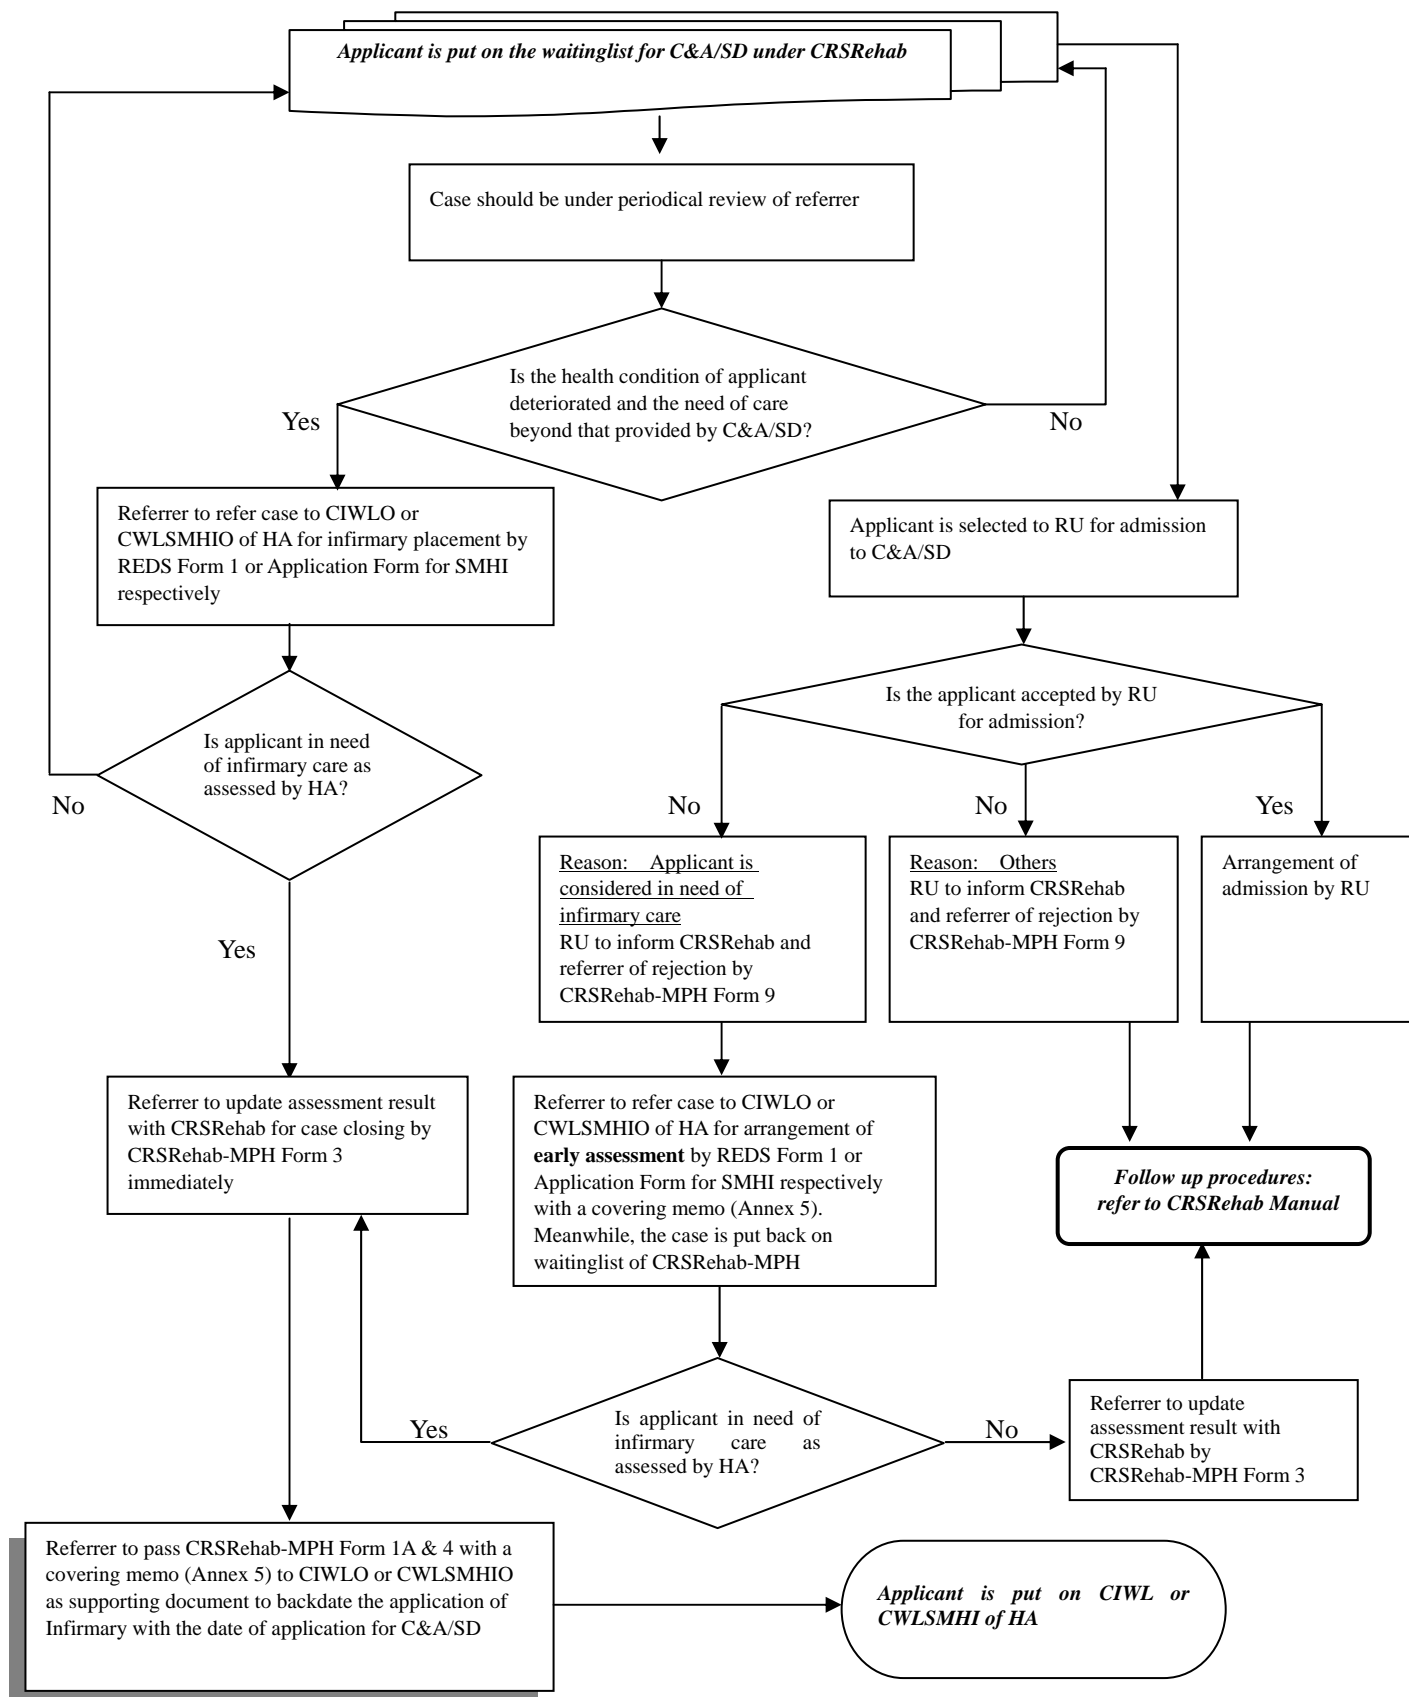 Applicant is put on the waitinglist for C&A/SD under CRSRehab
Case should be under periodical review of referrer
Is the health condition of applicant
deteriorated and the need of care
beyond that provided by C&A/SD?
Yes
No
Referrer to refer case to CIWLO or
CWLSMHIO of HA for infirmary placement by
REDS Form 1 or Application Form for SMHI
respectively
Applicant is selected to RU for admission
to C&A/SD
Is the applicant accepted by RU
for admission?
Is applicant in need
of infirmary care as
assessed by HA?
No
No
No
Yes
Reason: Applicant is
considered in need of
infirmary care
RU to inform CRSRehab and
referrer of rejection by
CRSRehab-MPH Form 9
Reason: Others
RU to inform CRSRehab
and referrer of rejection by
CRSRehab-MPH Form 9
Arrangement of
admission by RU
Yes
Referrer to update assessment result
with CRSRehab for case closing by
CRSRehab-MPH Form 3
immediately
Referrer to refer case to CIWLO or
CWLSMHIO of HA for arrangement of
early assessment by REDS Form 1 or
Application Form for SMHI respectively
with a covering memo (Annex 5).
Meanwhile, the case is put back on
waitinglist of CRSRehab-MPH
Follow up procedures:
refer to CRSRehab Manual
Is applicant in need of
infirmary care as
assessed by HA?
Yes
No
Referrer to update
assessment result with
CRSRehab by
CRSRehab-MPH Form 3
Referrer to pass CRSRehab-MPH Form 1A & 4 with a
covering memo (Annex 5) to CIWLO or CWLSMHIO
as supporting document to backdate the application of
Infirmary with the date of application for C&A/SD
Applicant is put on CIWL or
CWLSMHI of HA